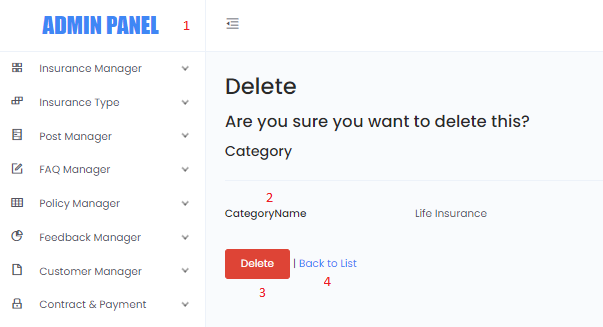 ADMIN PANEL 1
Insurance Manager
Insurance Type
Post Manager
FAQ Manager
Policy Manager
Feedback Manager
Customer Manager
Contract & Payment
Delete
Are you sure you want to delete this?
Category
2
CategoryName Life Insurance
Delete | Back to List
3 4